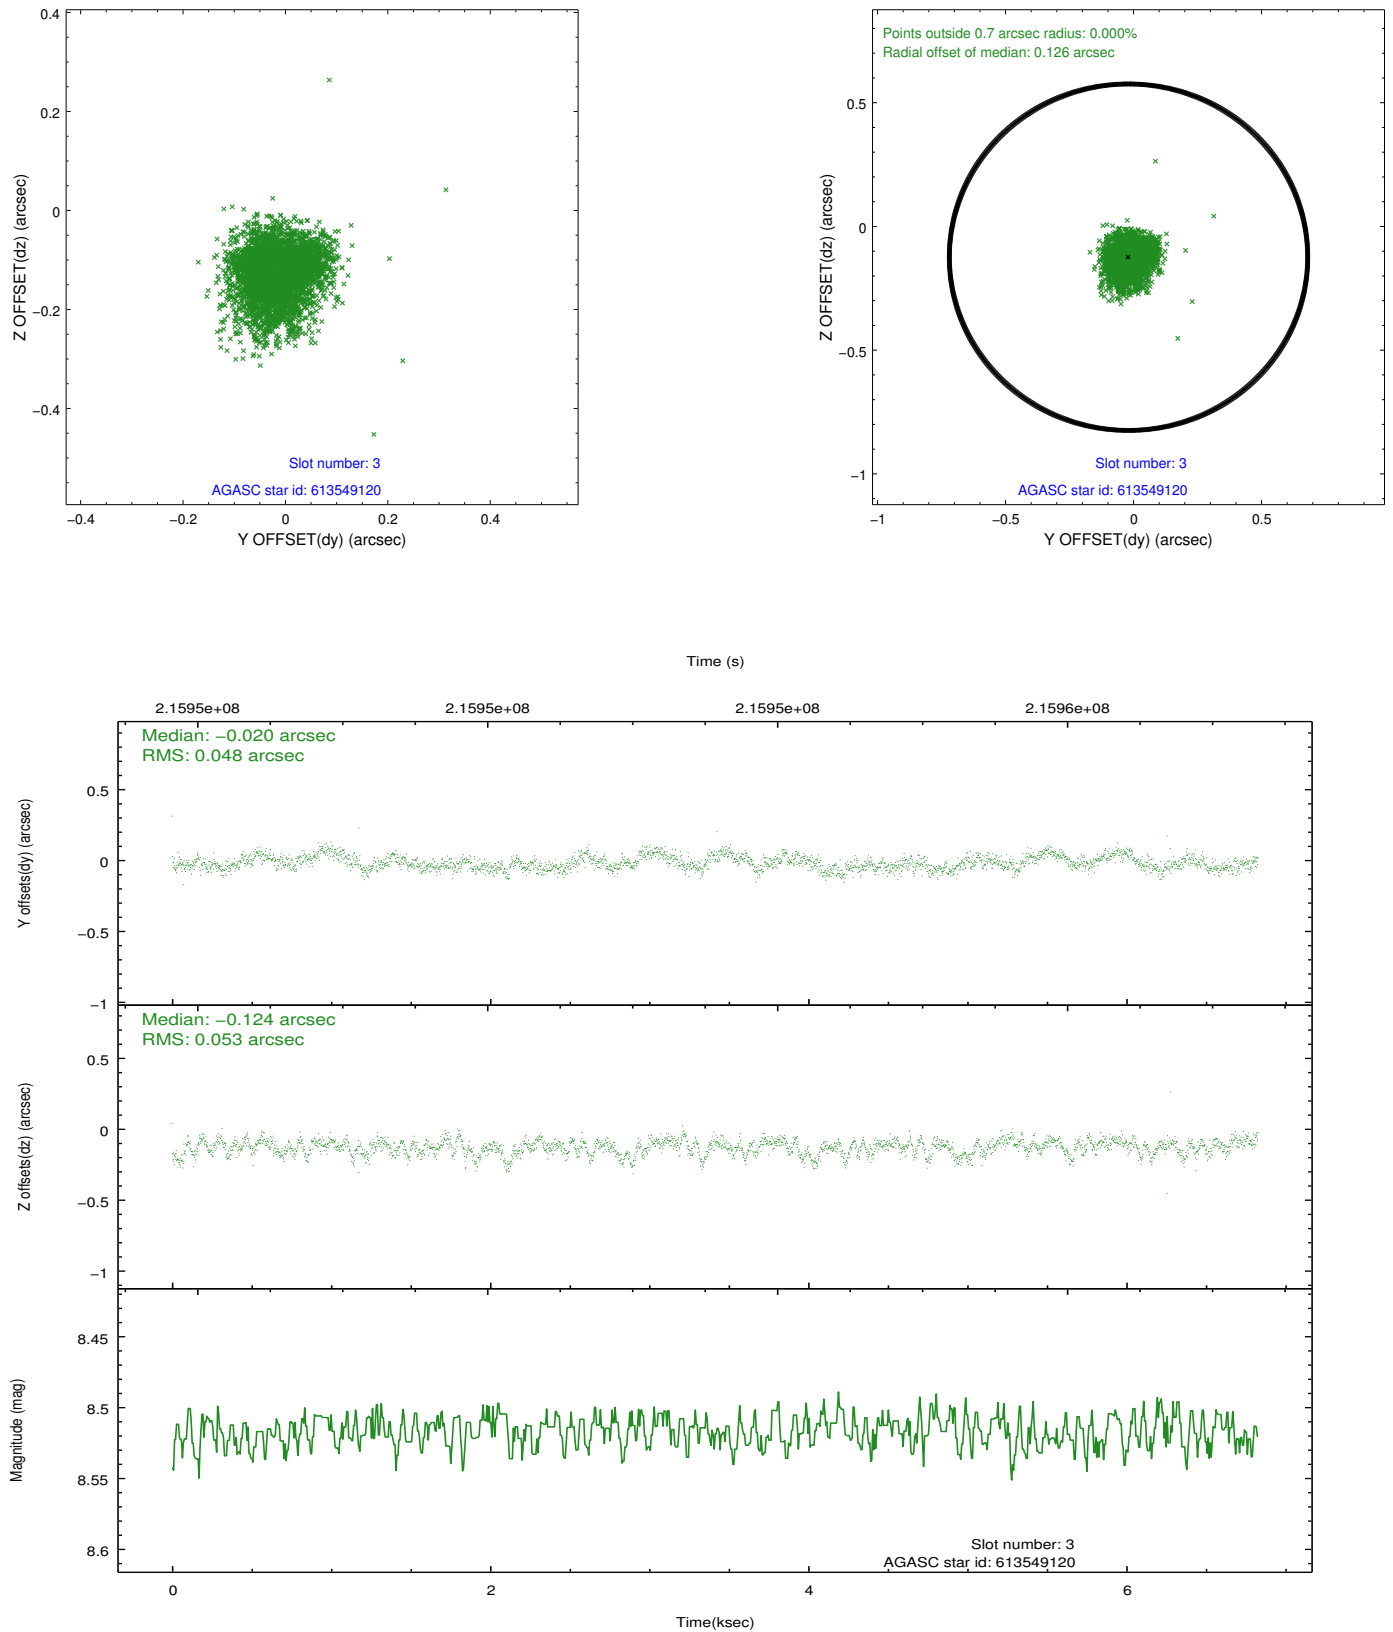 0.4
0.2
0
−0.2
−0.4
Z OFFSET(dz) (arcsec)
Slot number: 3
AGASC star id: 613549120
−0.4 −0.2 0 0.2 0.4
Y OFFSET(dy) (arcsec)
Points outside 0.7 arcsec radius: 0.000%
Radial offset of median: 0.126 arcsec
0.5
0
−0.5
−1
Z OFFSET(dz) (arcsec)
Slot number: 3
AGASC star id: 613549120
−1 −0.5 0 0.5
Y OFFSET(dy) (arcsec)
Time (s)
2.1595e+08 2.1595e+08 2.1595e+08 2.1596e+08
Median: −0.020 arcsec
RMS: 0.048 arcsec
0.5
0
−0.5
−1
Y offsets(dy) (arcsec)
Median: −0.124 arcsec
RMS: 0.053 arcsec
0.5
0
−0.5
−1
Z offsets(dz) (arcsec)
8.45
8.5
8.55
8.6
Magnitude (mag)
Slot number: 3
AGASC star id: 613549120
0 2 4 6
Time(ksec)